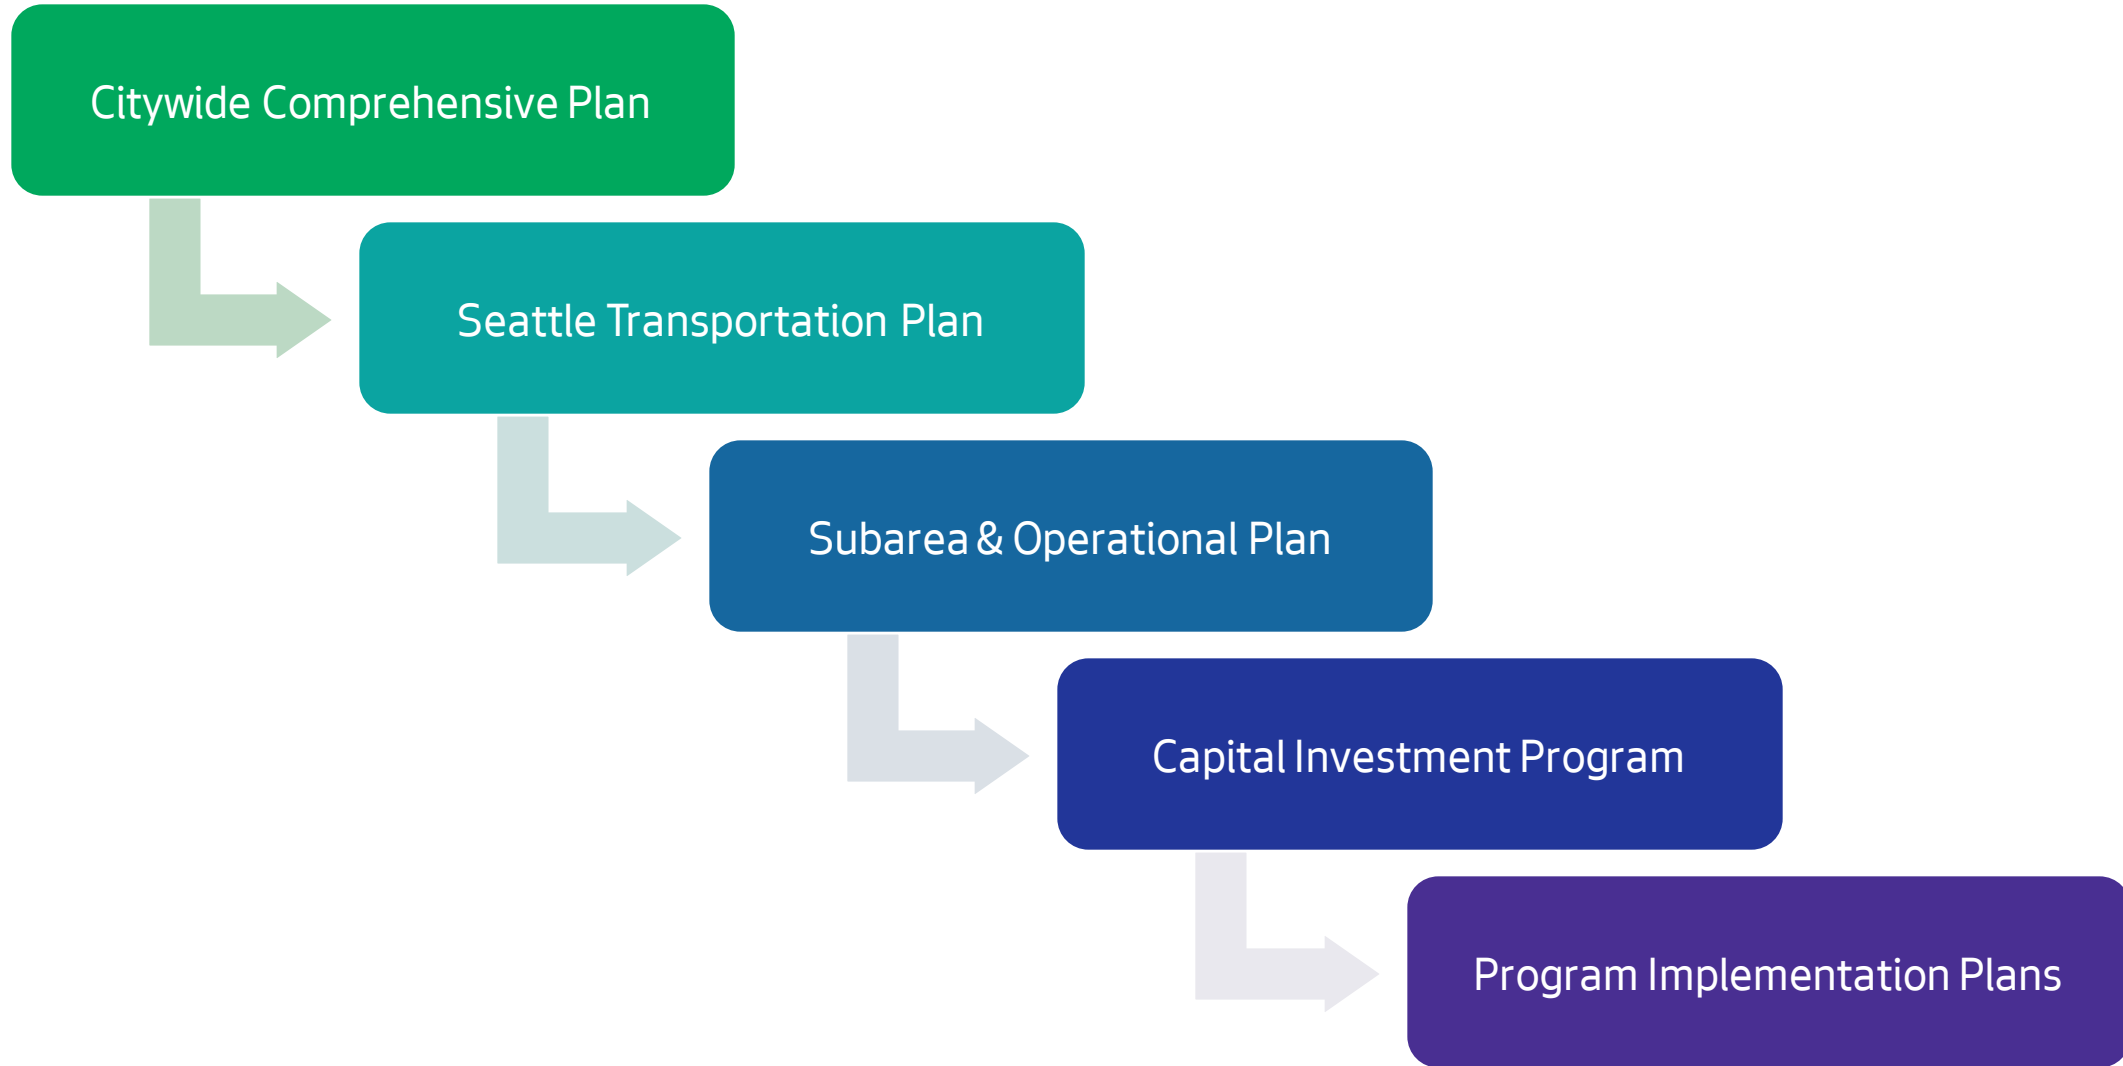 Citywide Comprehensive Plan
Seattle Transportation Plan
Subarea & Operational Plan
Capital Investment Program
Program Implementation Plans